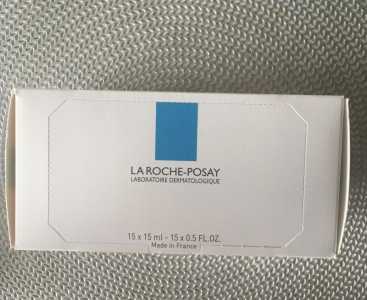 LA ROCHE-POSAY
LABORATOIRE DERMATOLOGIQUE
15 x 15 ml - 15 x 0.5 FL.OZ.
Made in France